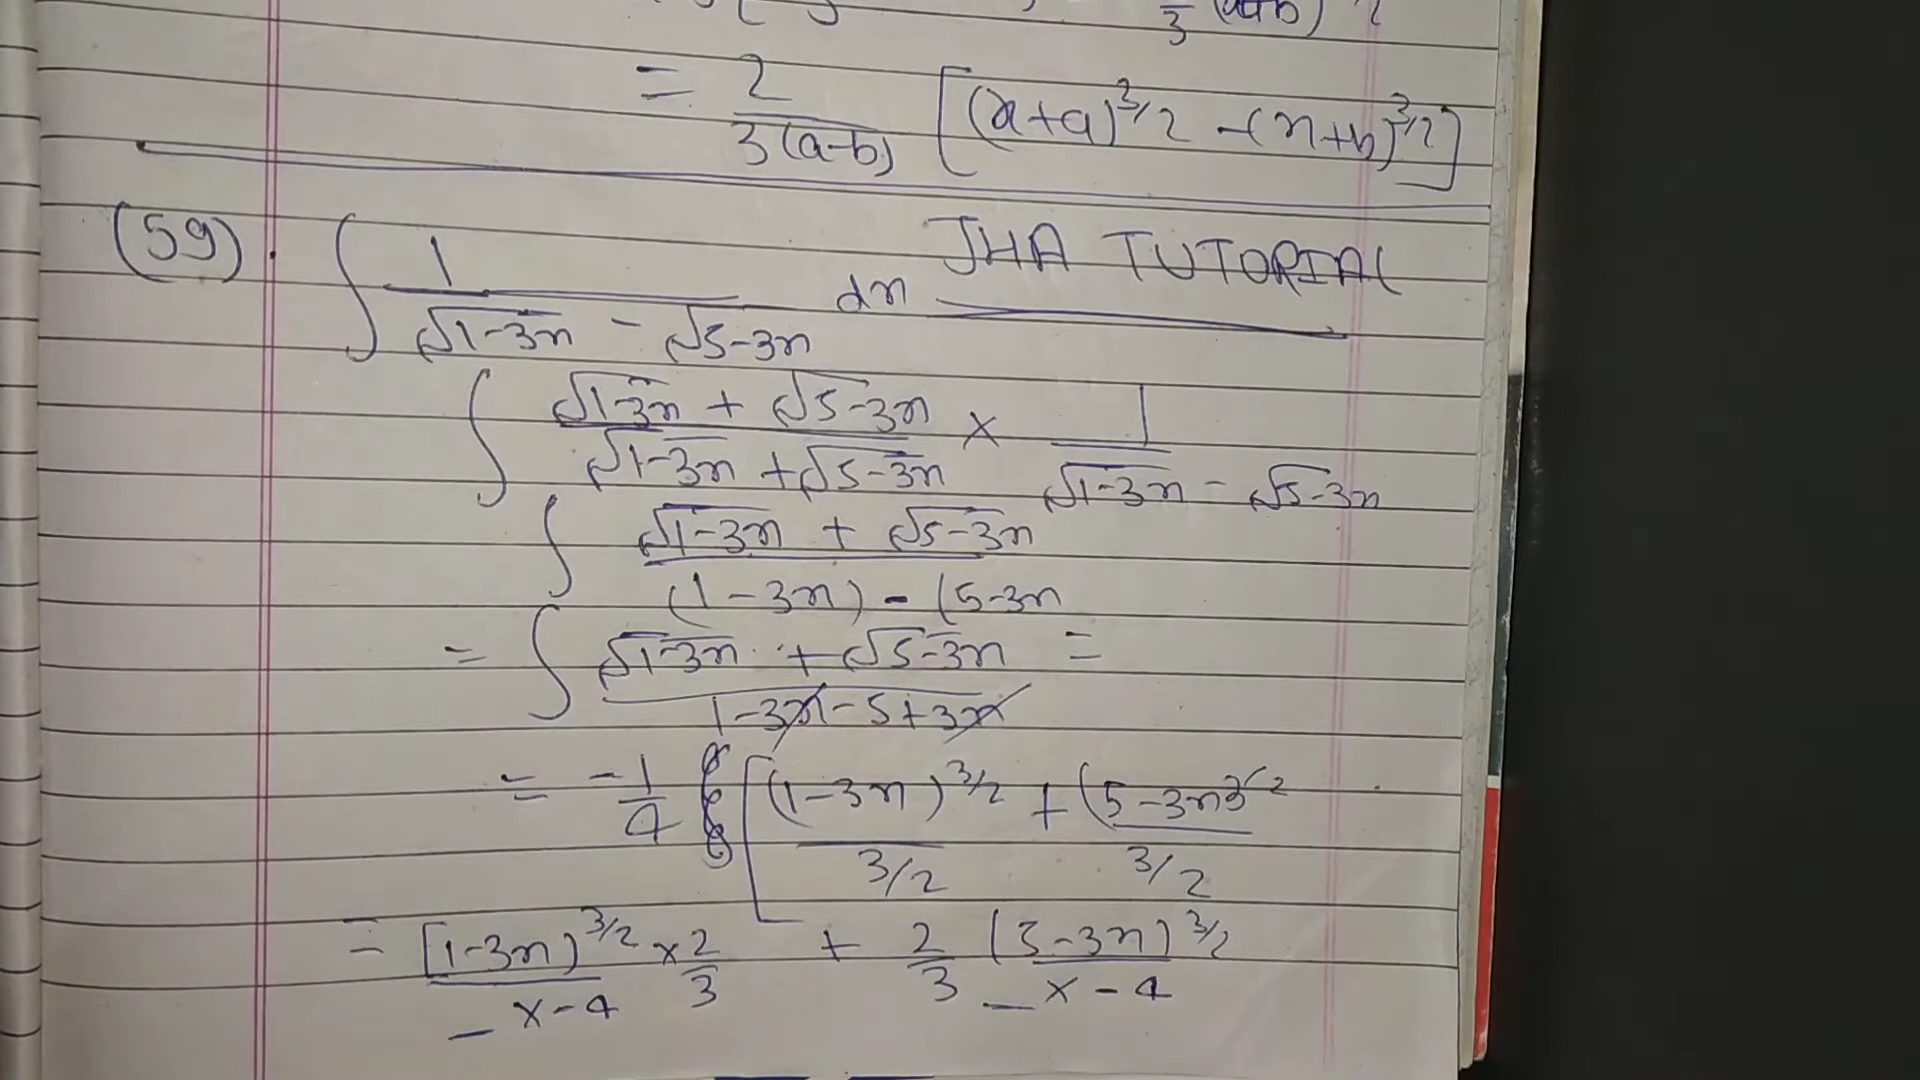 3 (a+b)
= 2/3(a-b) [(x+a)^3/2 - (x+b)^3/2]
(59). ∫ 1/(√1-3x - √5-3x) dx JHA TUTORIAL
∫ (√1-3x + √5-3x)/(√1-3x + √5-3x) × 1/(√1-3x - √5-3x)
∫ (√1-3x + √5-3x)/((1-3x) - (5-3x)
= ∫ (√1-3x + √5-3x)/(1-3x-5+3x) =
= -1/4 [(1-3x)^3/2 / 3/2 + (5-3x^3/2 / 3/2
= [1-3x)^3/2 / _x-4 × 2/3 + 2/3 (5-3x)^3/2 / _x-4